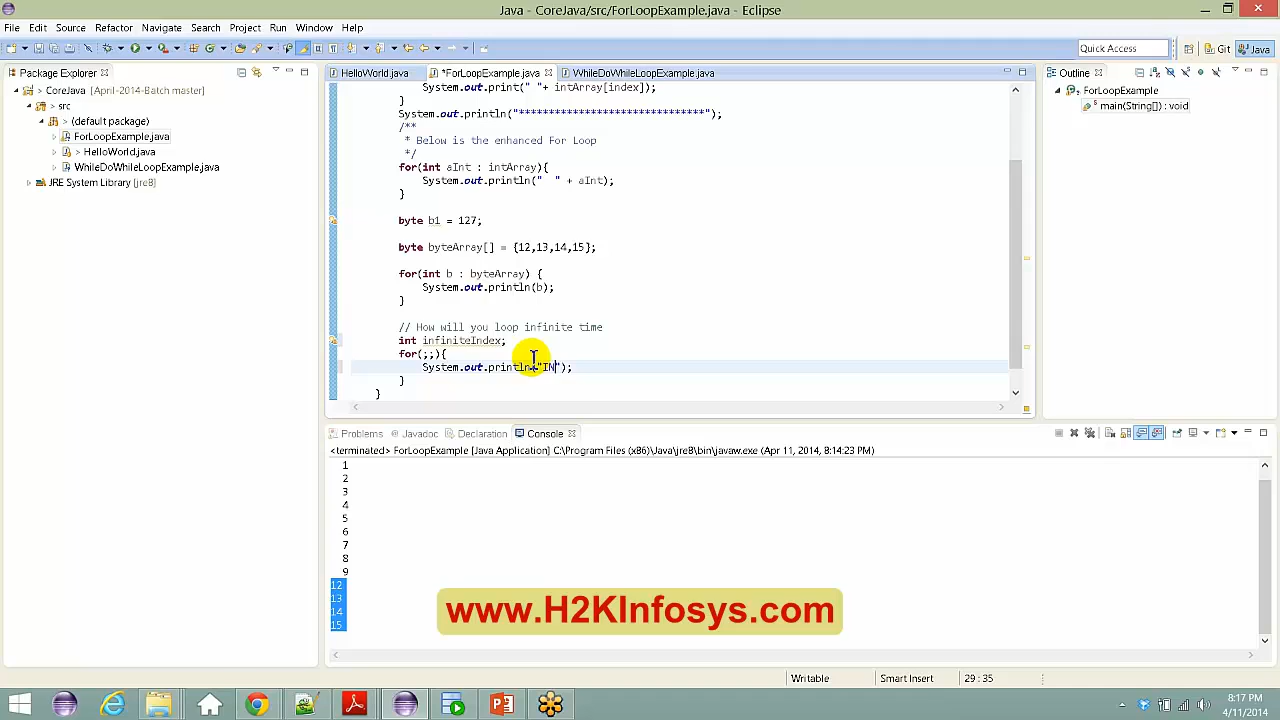 Java - CoreJava/src/ForLoopExample.java - Eclipse
File Edit Source Refactor Navigate Search Project Run Window Help
Quick Access Git Java
Package Explorer
CoreJava [April-2014-Batch master]
> src
> (default package)
ForLoopExample.java
> HelloWorld.java
WhileDoWhileLoopExample.java
JRE System Library [jre8]
HelloWorld.java *ForLoopExample.java WhileDoWhileLoopExample.java
System.out.print(" "+ intArray[index]);
}
System.out.println("****************************");
/**
* Below is the enhanced For Loop
*/
for(int aInt : intArray){
System.out.println("  " + aInt);
}
byte b1 = 127;
byte byteArray[] = {12,13,14,15};
for(int b : byteArray) {
System.out.println(b);
}
// How will you loop infinite time
int infiniteIndex;
for(;;){
System.out.println("IN");
}
}
Outline
ForLoopExample
main(String[]) : void
Problems @ Javadoc Declaration Console
<terminated> ForLoopExample [Java Application] C:\Program Files (x86)\Java\jre8\bin\javaw.exe (Apr 11, 2014, 8:14:23 PM)
1
2
3
4
5
6
7
8
9
12
13
14
15
www.H2KInfosys.com
Writable Smart Insert 29 : 35
8:17 PM
4/11/2014